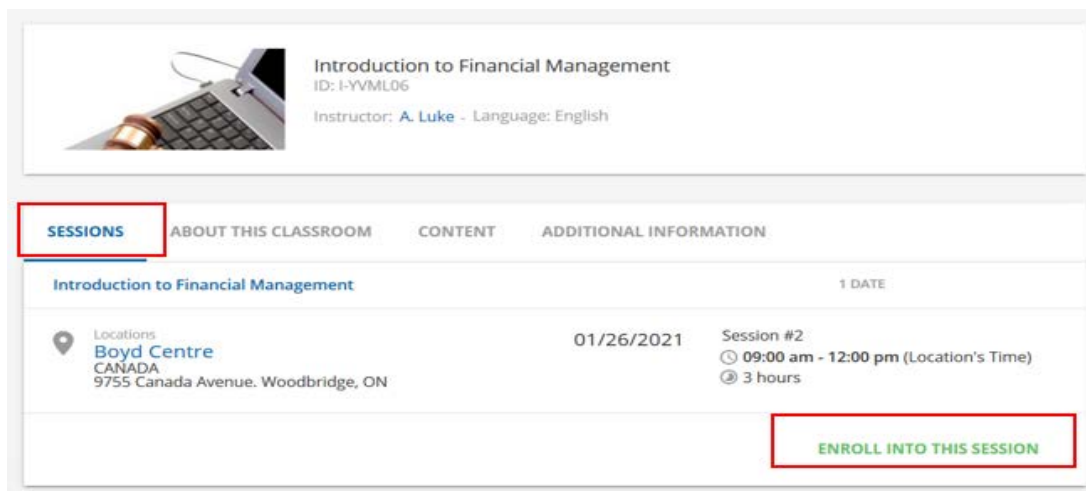 Introduction to Financial Management
ID: I-YVML06
Instructor: A. Luke - Language: English
SESSIONS ABOUT THIS CLASSROOM CONTENT ADDITIONAL INFORMATION
Introduction to Financial Management 1 DATE
Locations
Boyd Centre
CANADA
9755 Canada Avenue. Woodbridge, ON
01/26/2021
Session #2
09:00 am - 12:00 pm (Location's Time)
3 hours
ENROLL INTO THIS SESSION